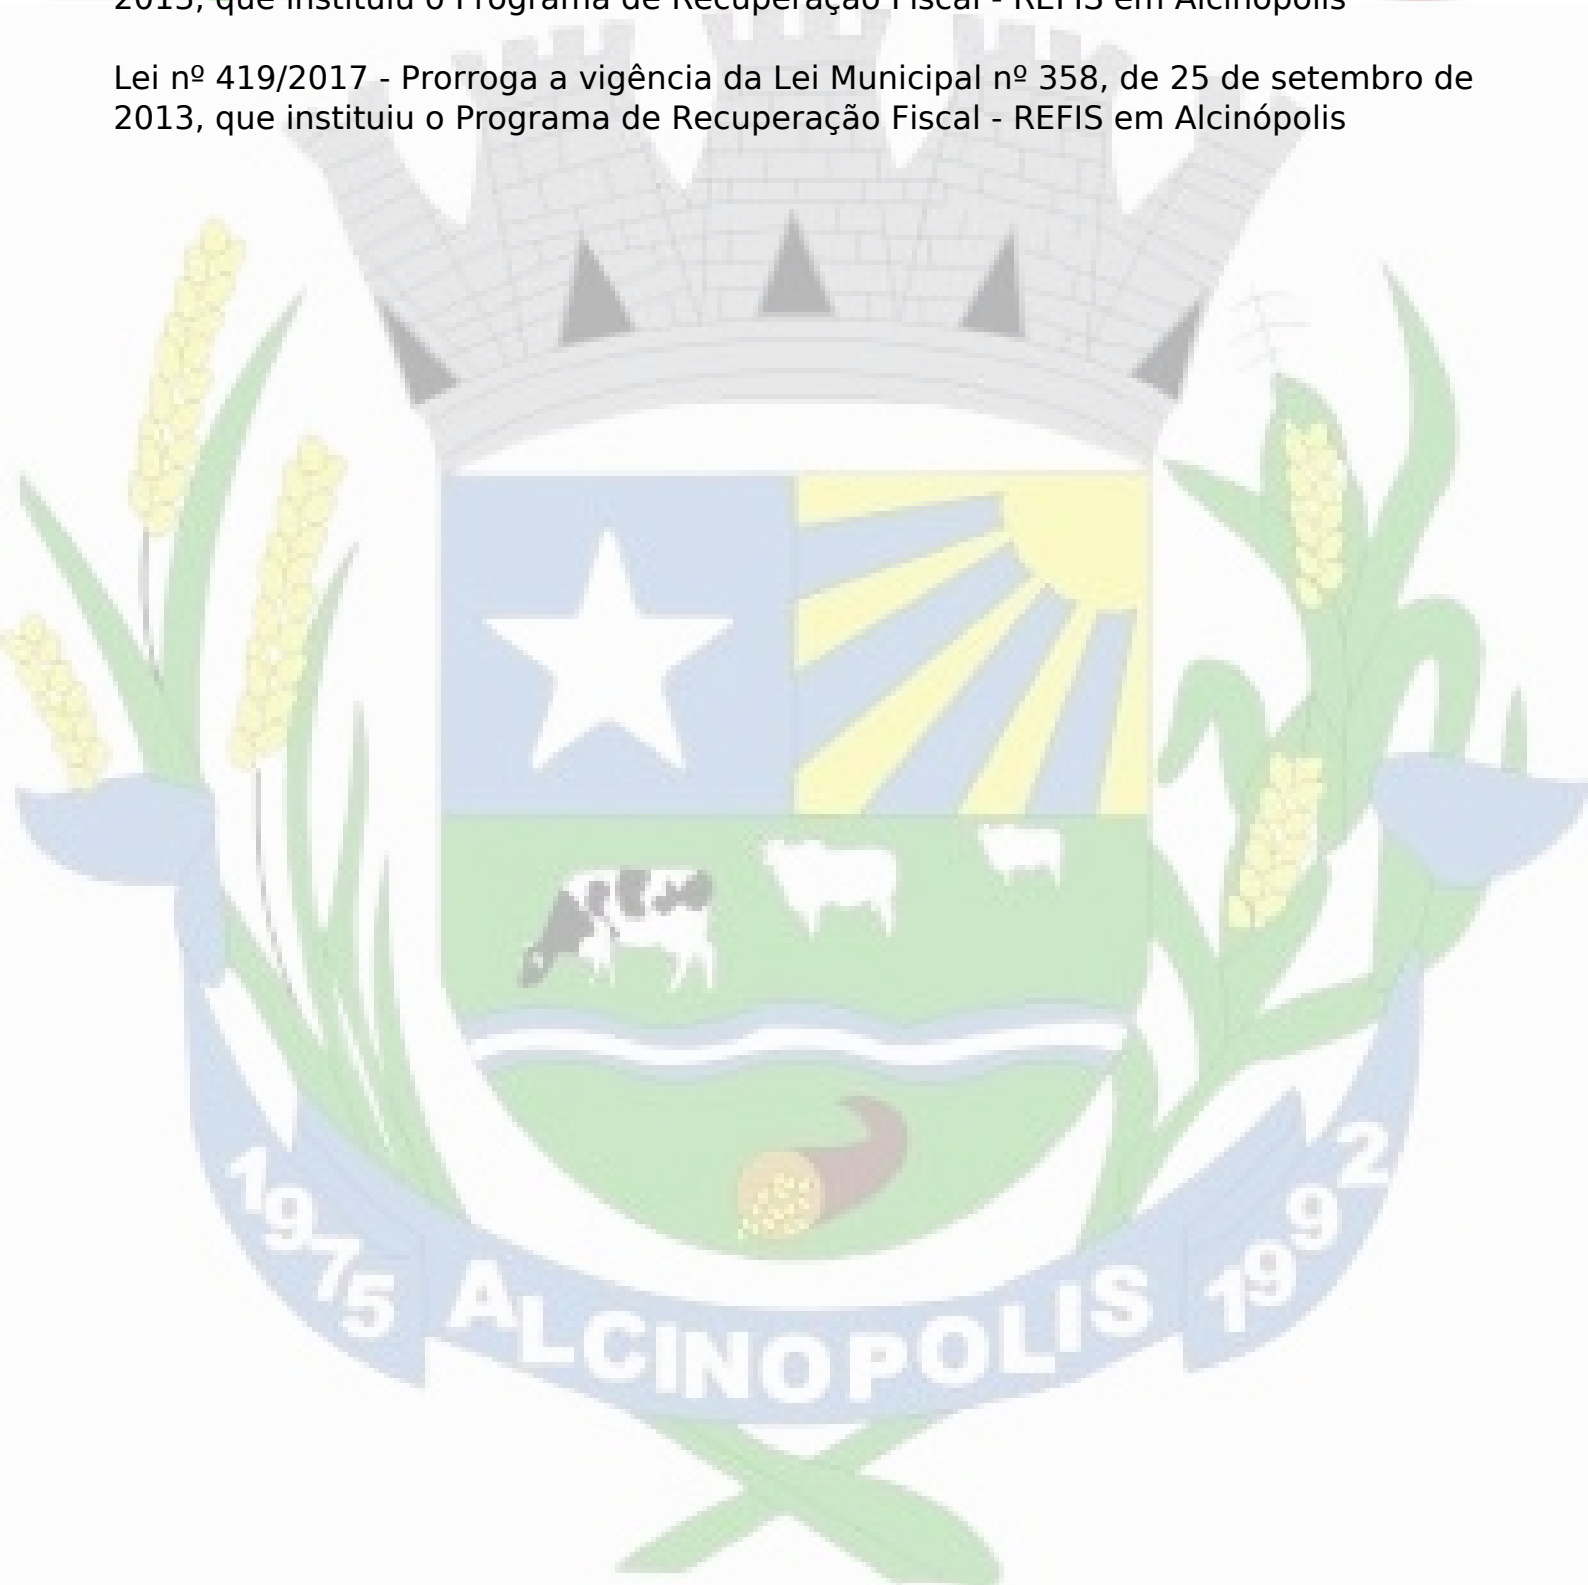 2013, que instituiu o Programa de Recuperação Fiscal - REFIS em Alcinópolis
Lei nº 419/2017 - Prorroga a vigência da Lei Municipal nº 358, de 25 de setembro de
2013, que instituiu o Programa de Recuperação Fiscal - REFIS em Alcinópolis
1975 ALCINOPOLIS 1992